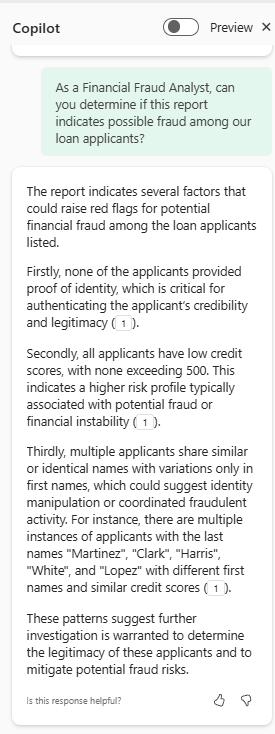 Copilot
Preview ×
As a Financial Fraud Analyst, can
you determine if this report
indicates possible fraud among our
loan applicants?
The report indicates several factors that
could raise red flags for potential
financial fraud among the loan applicants
listed.
Firstly, none of the applicants provided
proof of identity, which is critical for
authenticating the applicant's credibility
and legitimacy ( 1 ).
Secondly, all applicants have low credit
scores, with none exceeding 500. This
indicates a higher risk profile typically
associated with potential fraud or
financial instability ( 1 ).
Thirdly, multiple applicants share similar
or identical names with variations only in
first names, which could suggest identity
manipulation or coordinated fraudulent
activity. For instance, there are multiple
instances of applicants with the last
names "Martinez", "Clark", "Harris",
"White", and "Lopez" with different first
names and similar credit scores ( 1 ).
These patterns suggest further
investigation is warranted to determine
the legitimacy of these applicants and to
mitigate potential fraud risks.
Is this response helpful?